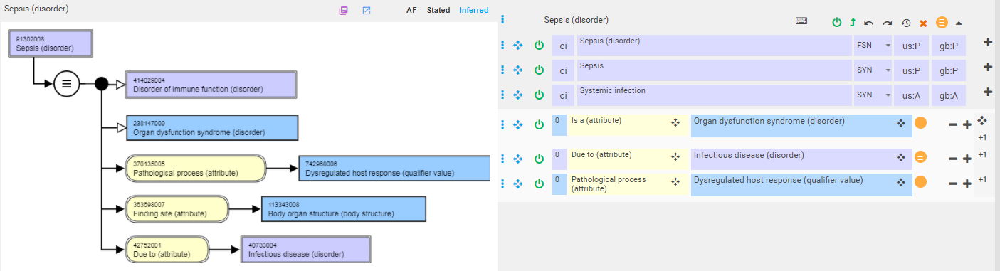 Sepsis (disorder)
AF Stated Inferred
91302008
Sepsis (disorder)
414029004
Disorder of immune function (disorder)
238147009
Organ dysfunction syndrome (disorder)
370135005
Pathological process (attribute)
742968006
Dysregulated host response (qualifier value)
363698007
Finding site (attribute)
113343008
Body organ structure (body structure)
42752001
Due to (attribute)
40733004
Infectious disease (disorder)
Sepsis (disorder)
ci Sepsis (disorder) FSN us:P gb:P
ci Sepsis SYN us:P gb:P
ci Systemic infection SYN us:A gb:A
0 Is a (attribute) Organ dysfunction syndrome (disorder)
+1
0 Due to (attribute) Infectious disease (disorder) +1
0 Pathological process Dysregulated host response (qualifier value) +1
(attribute)